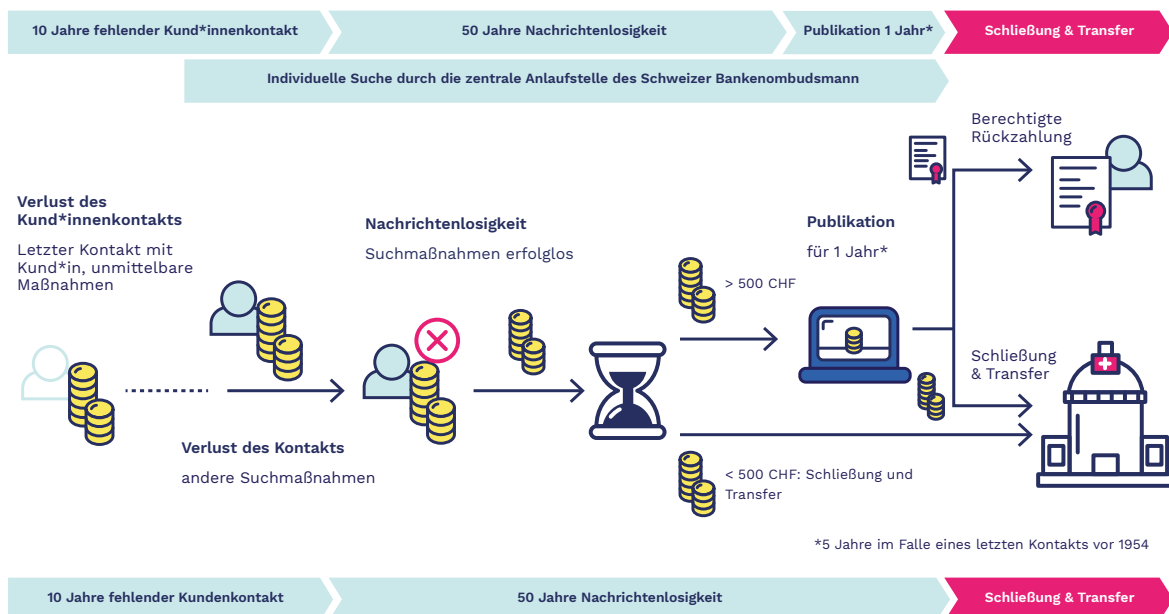 10 Jahre fehlender Kund*innenkontakt
50 Jahre Nachrichtenlosigkeit
Publikation 1 Jahr*
Schließung & Transfer
Individuelle Suche durch die zentrale Anlaufstelle des Schweizer Bankenombudsmann
Berechtigte
Rückzahlung
Verlust des
Kund*innenkontakts
Letzter Kontakt mit
Kund*in, unmittelbare
Maßnahmen
Nachrichtenlosigkeit
Suchmaßnahmen erfolglos
Publikation
für 1 Jahr*
> 500 CHF
Schließung
& Transfer
Verlust des Kontakts
andere Suchmaßnahmen
< 500 CHF: Schließung und
Transfer
*5 Jahre im Falle eines letzten Kontakts vor 1954
10 Jahre fehlender Kundenkontakt
50 Jahre Nachrichtenlosigkeit
Schließung & Transfer